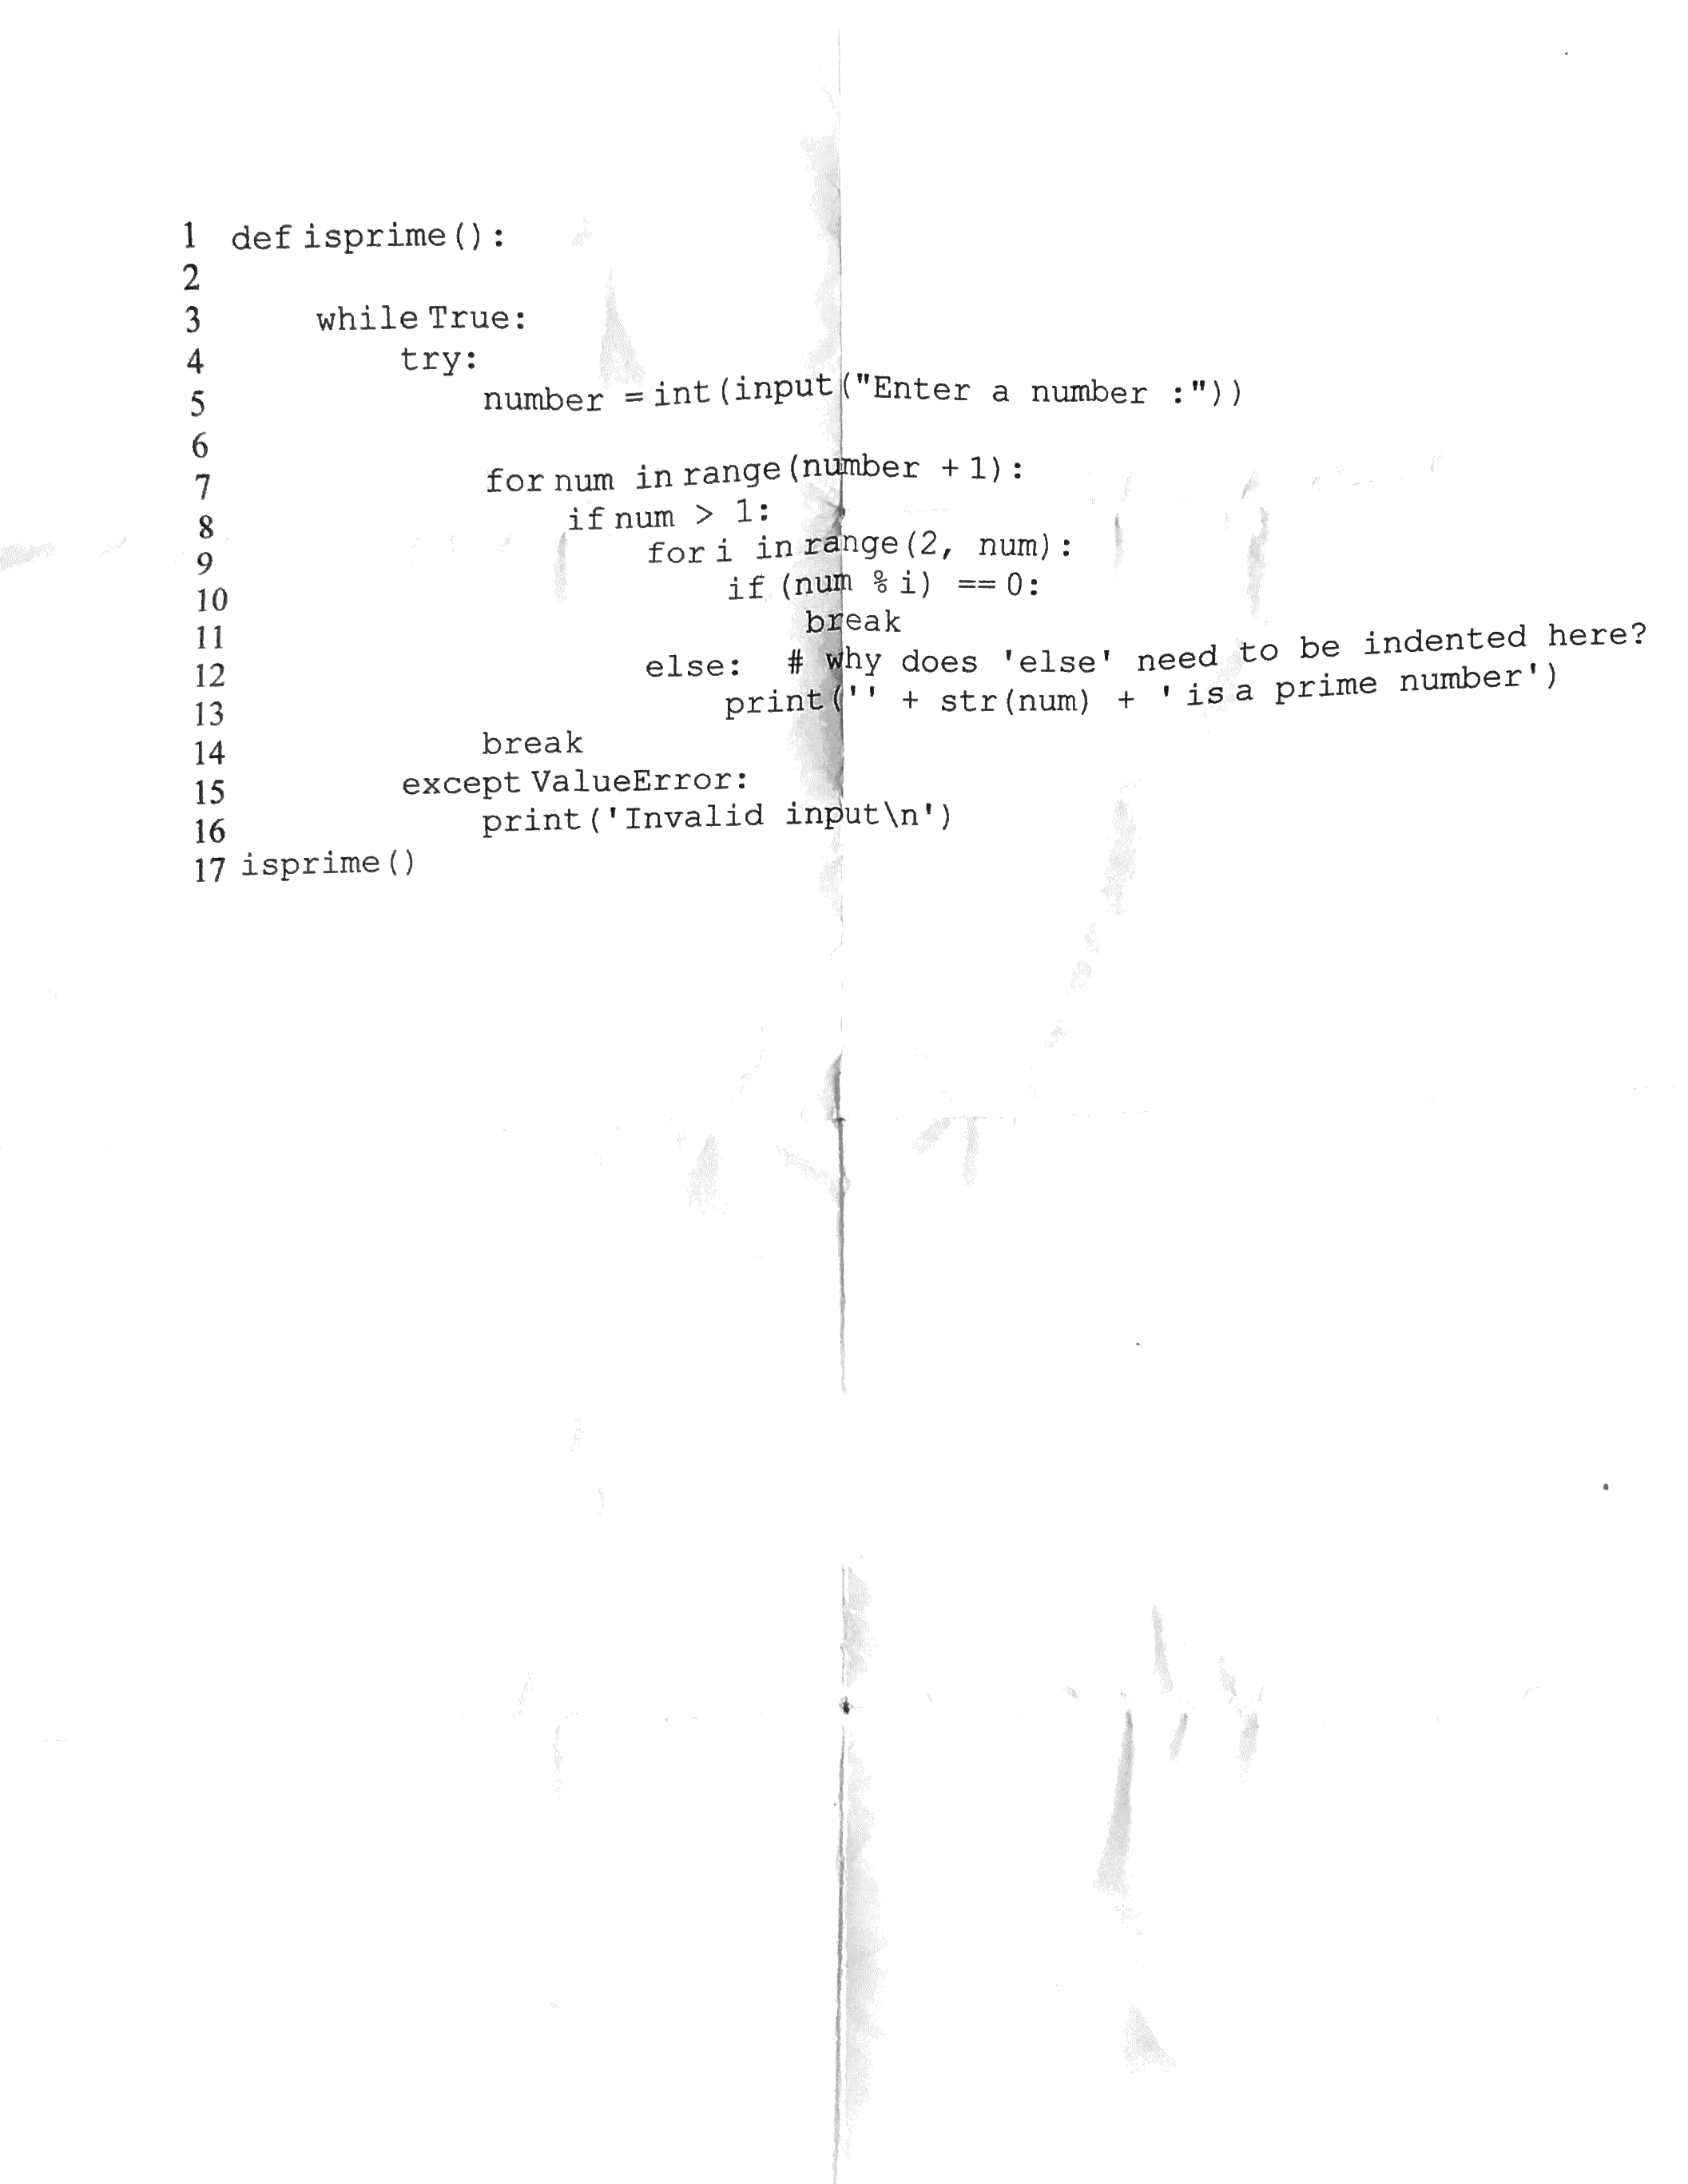 1 def isprime():
2
3     while True:
4         try:
5             number = int(input("Enter a number :"))
6
7             for num in range(number + 1):
8                 if num > 1:
9                     for i in range(2, num):
10                         if (num % i) == 0:
11                             break
12                     else:  # why does 'else' need to be indented here?
13                         print('' + str(num) + ' is a prime number')
14             break
15         except ValueError:
16             print('Invalid input\n')
17 isprime()